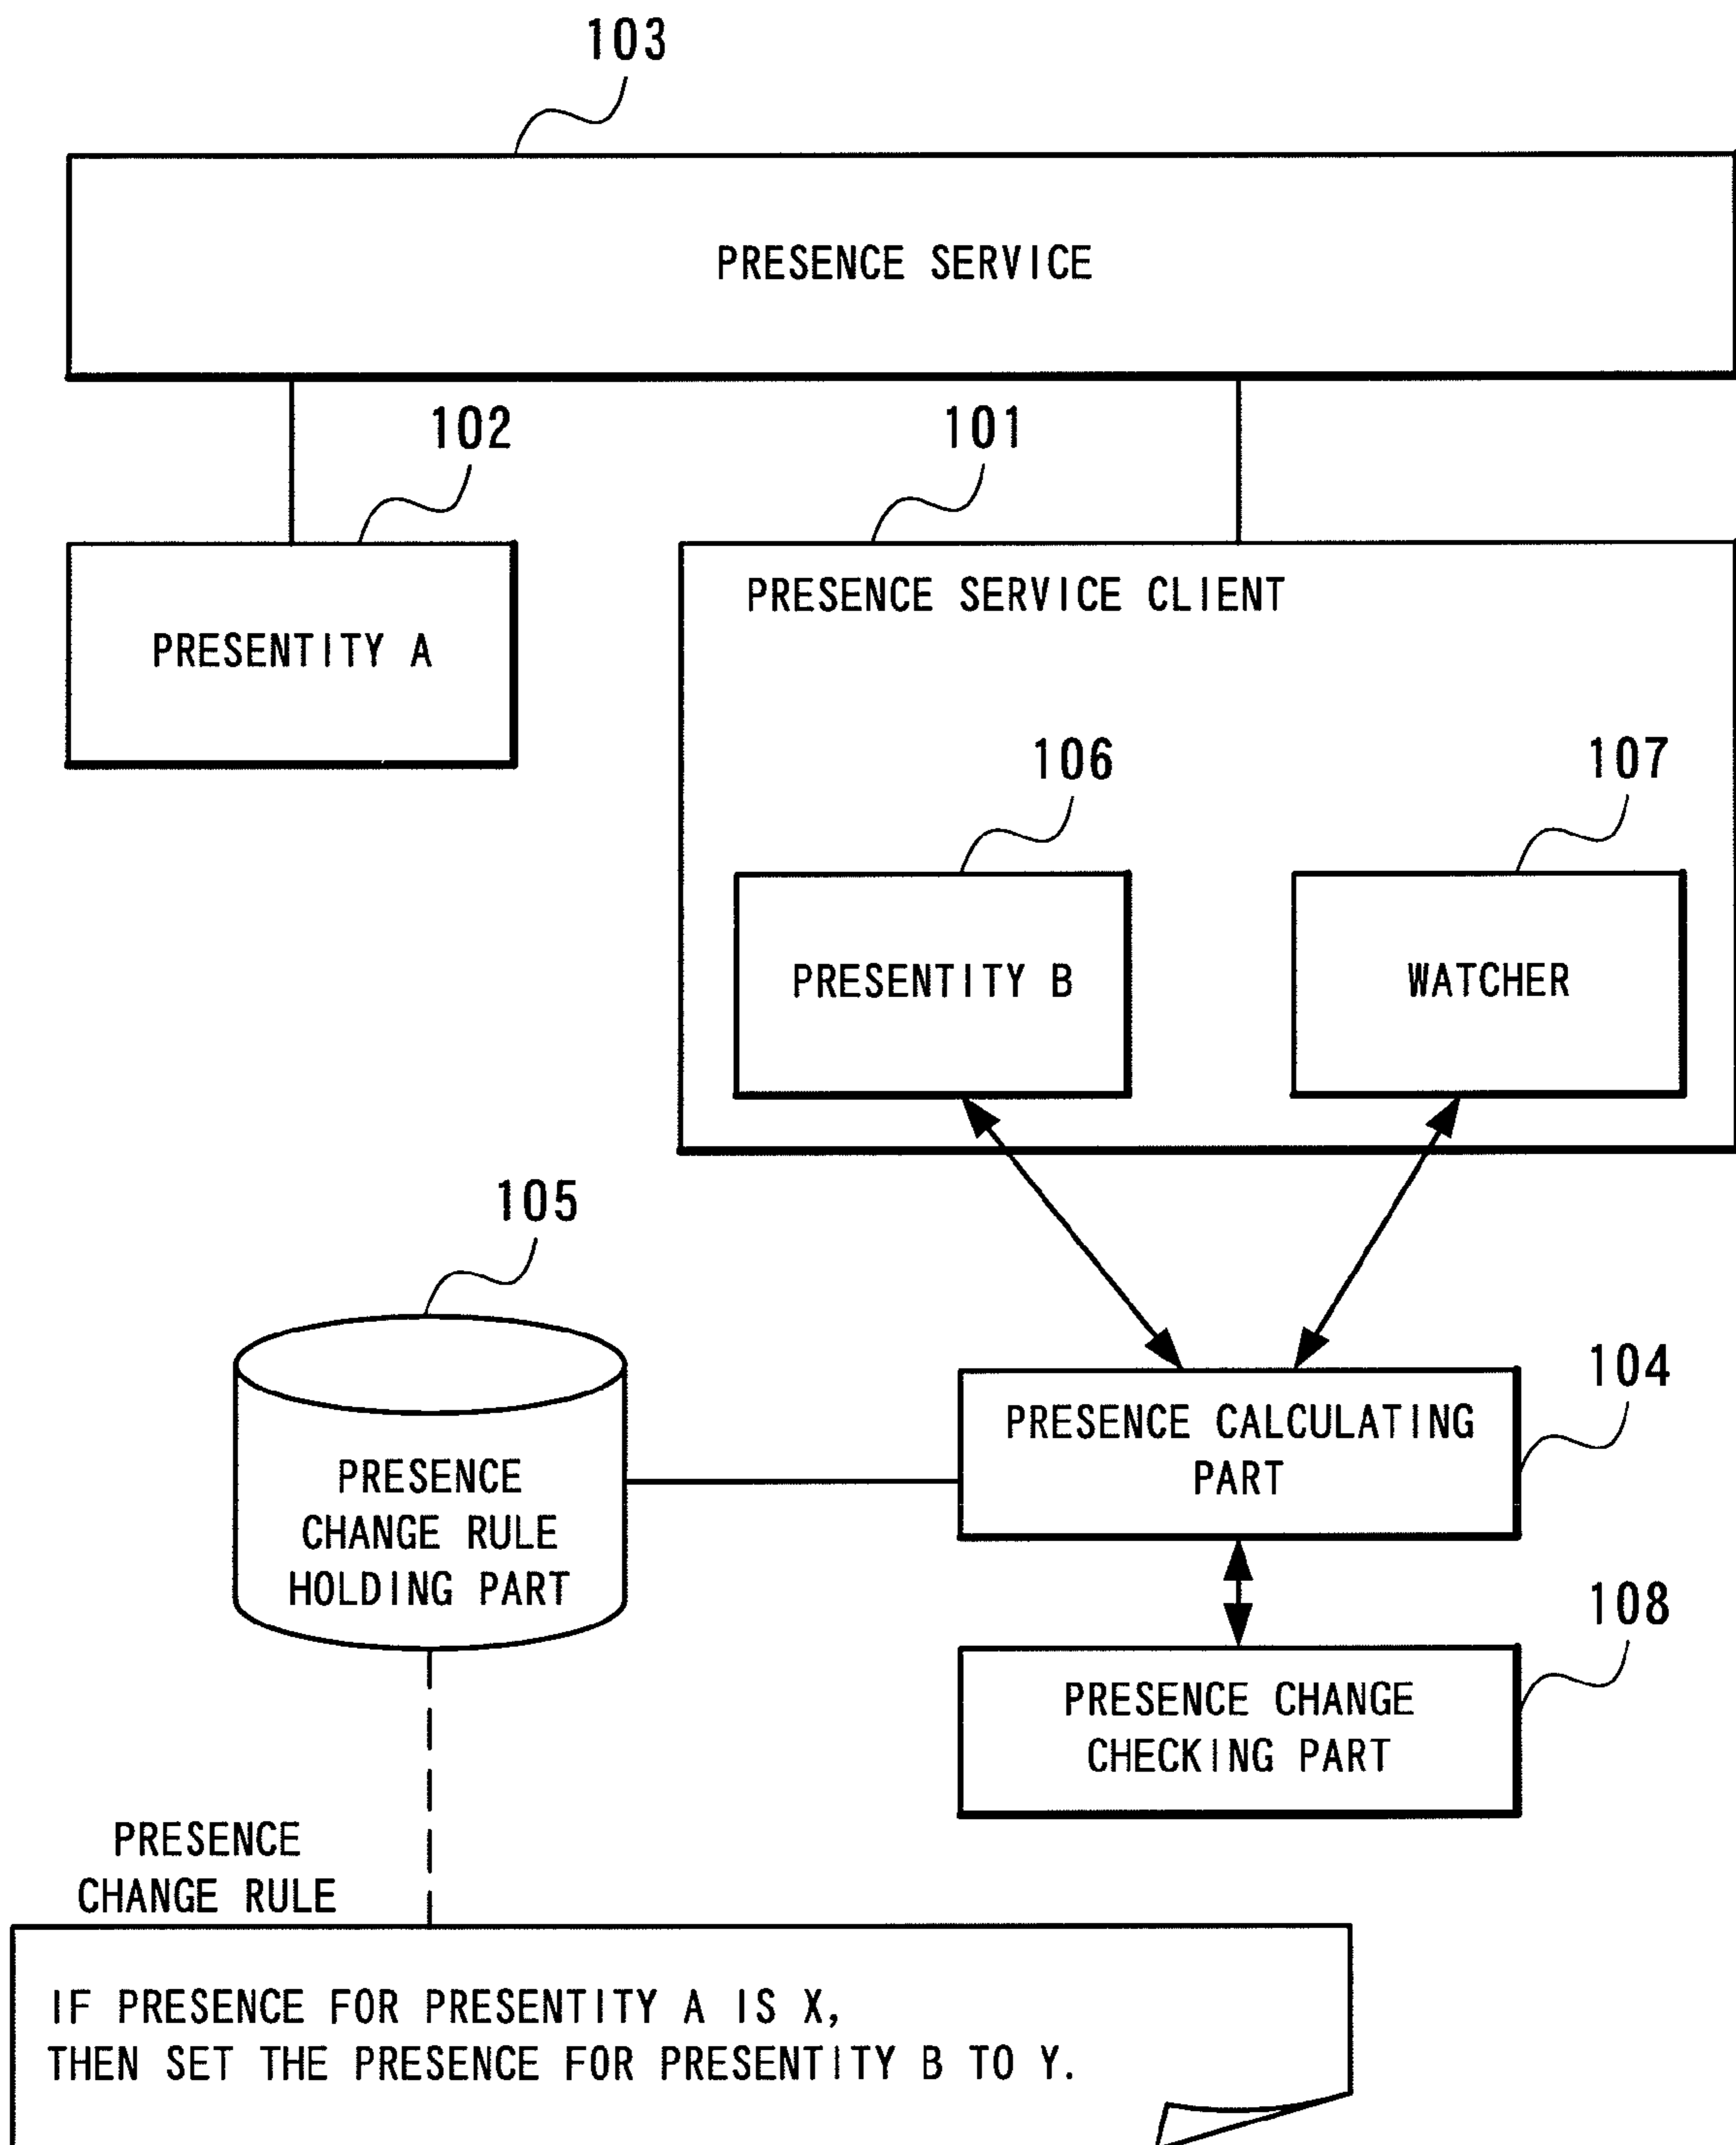 103
PRESENCE SERVICE
102
101
PRESENTITY A
PRESENCE SERVICE CLIENT
106
107
PRESENTITY B
WATCHER
105
104
PRESENCE CALCULATING
PART
PRESENCE
CHANGE RULE
HOLDING PART
108
PRESENCE CHANGE
CHECKING PART
PRESENCE
CHANGE RULE
IF PRESENCE FOR PRESENTITY A IS X,
THEN SET THE PRESENCE FOR PRESENTITY B TO Y.